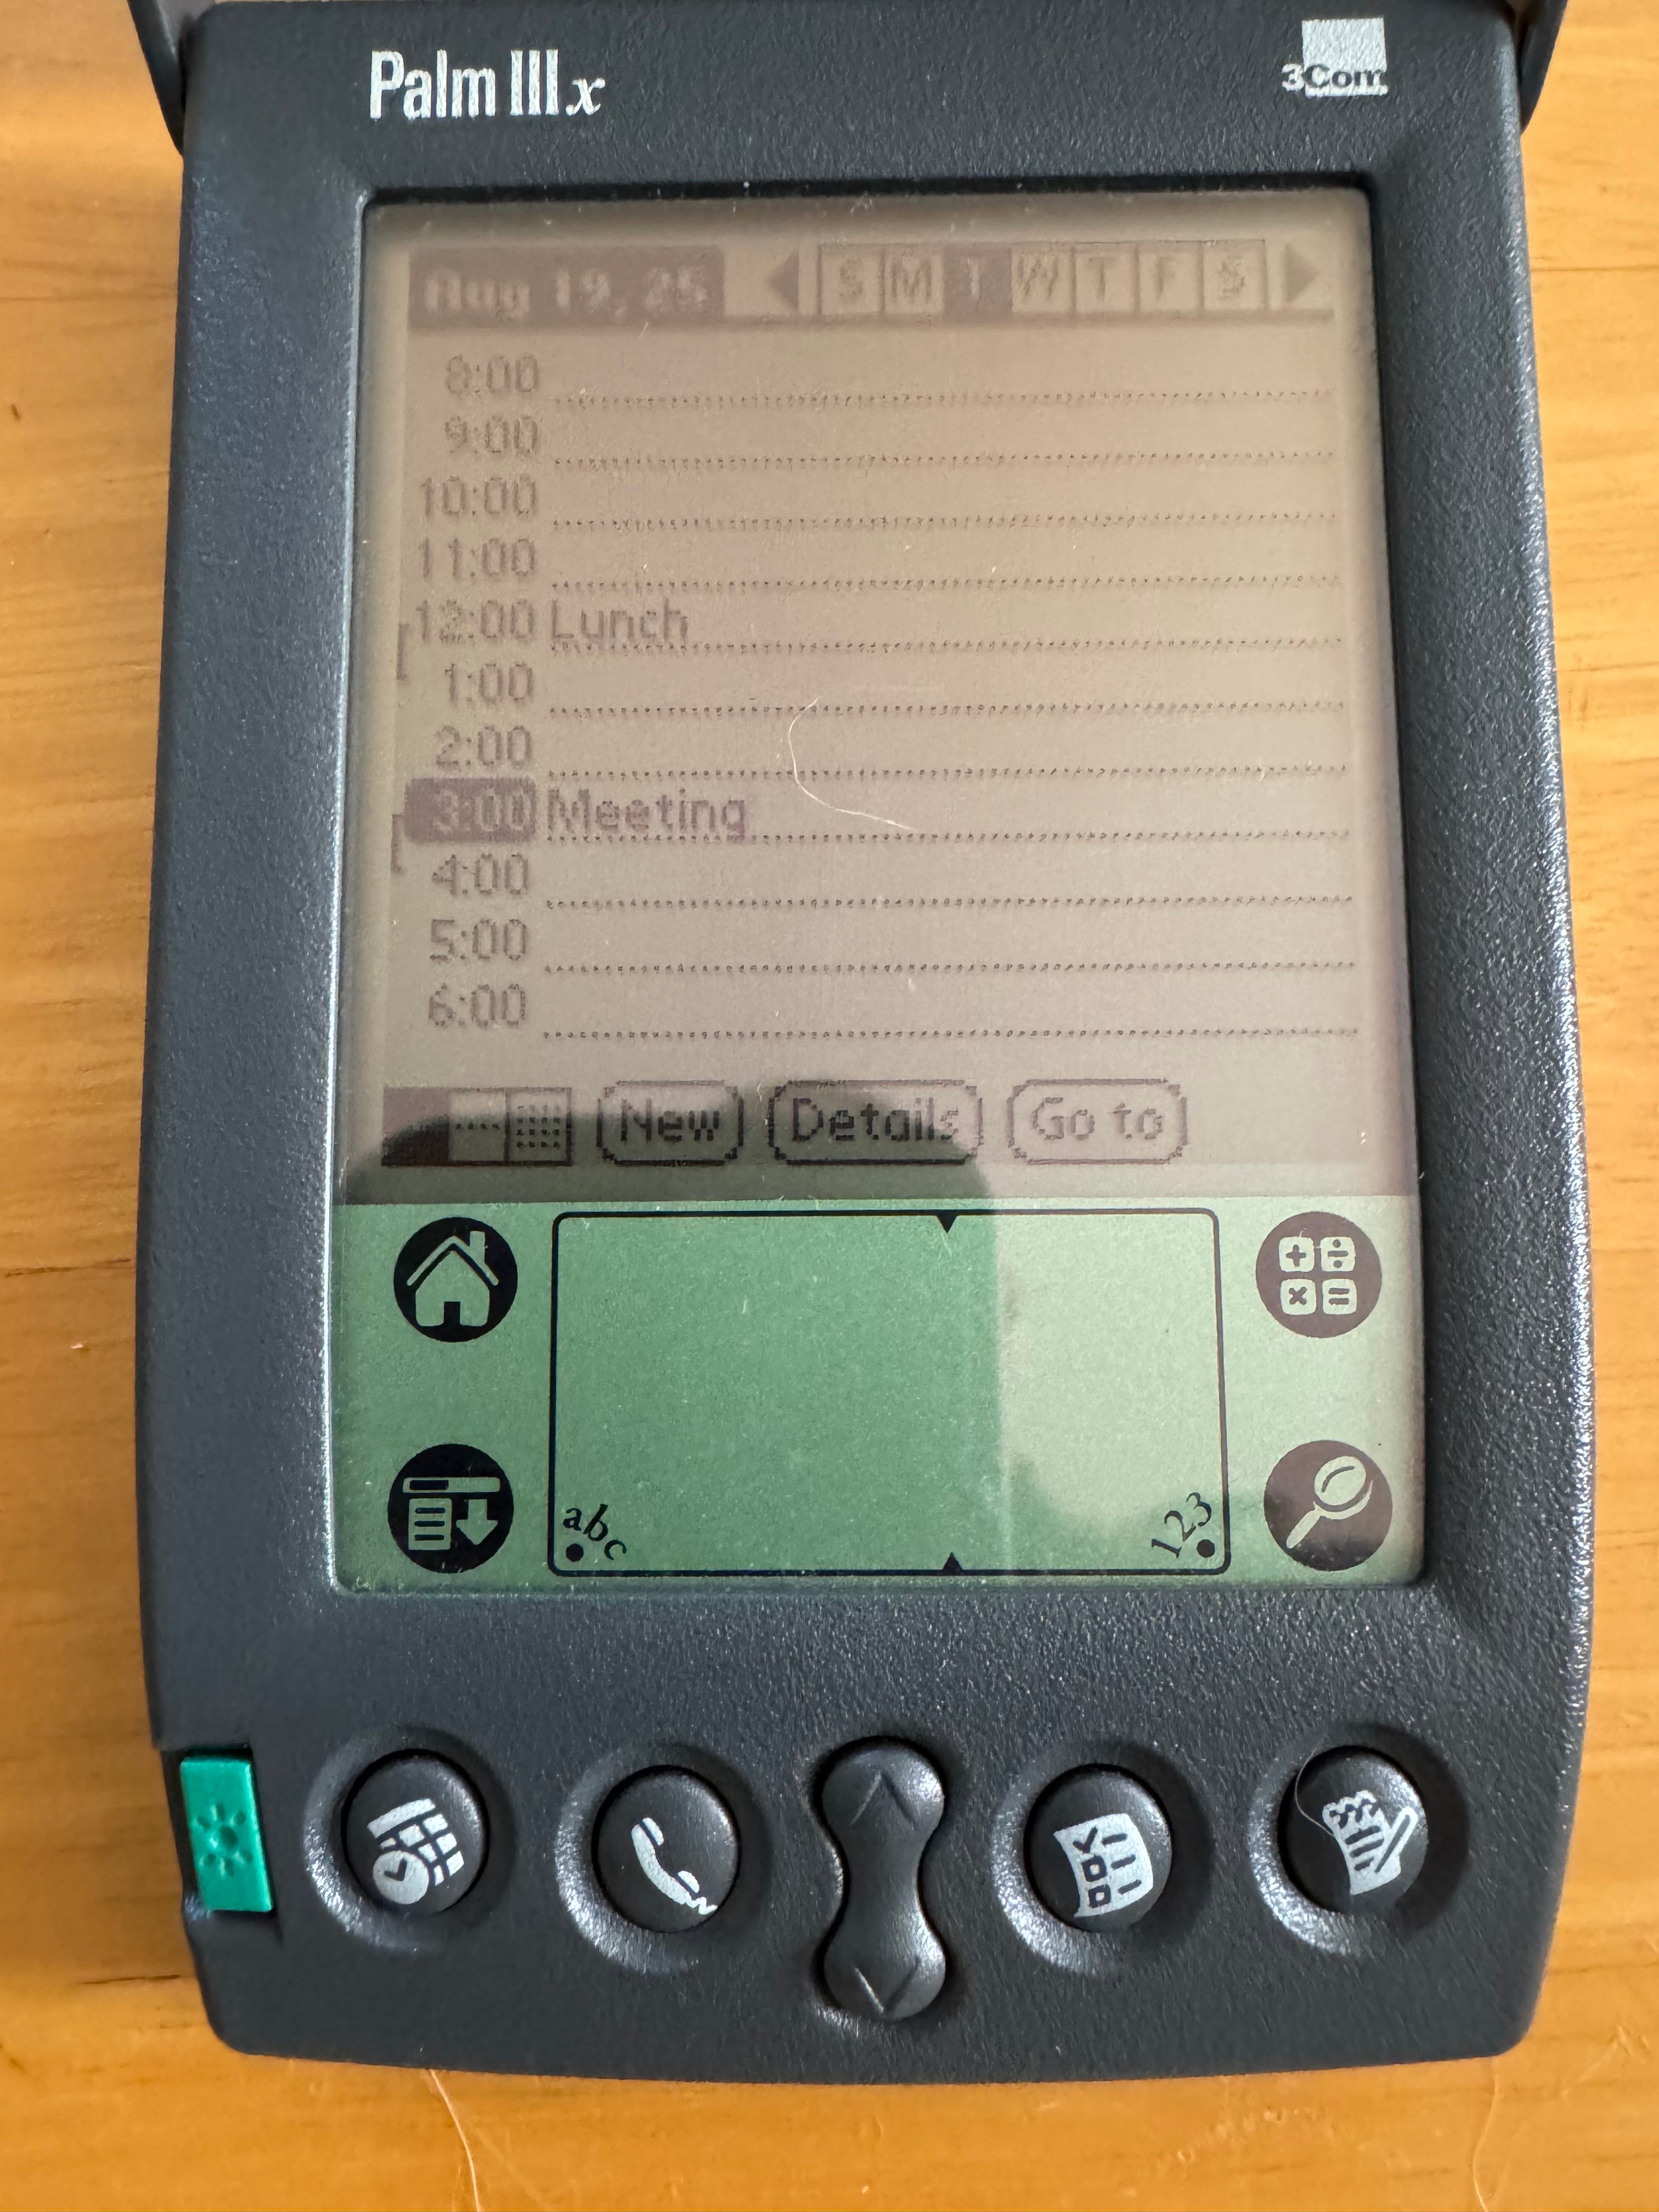 Palm IIIx
3Com
Aug 19, 25 S M T W T F S
8:00
9:00
10:00
11:00
12:00 Lunch
1:00
2:00
3:00 Meeting
4:00
5:00
6:00
New Details Go to
+ ÷
× =
abc 123